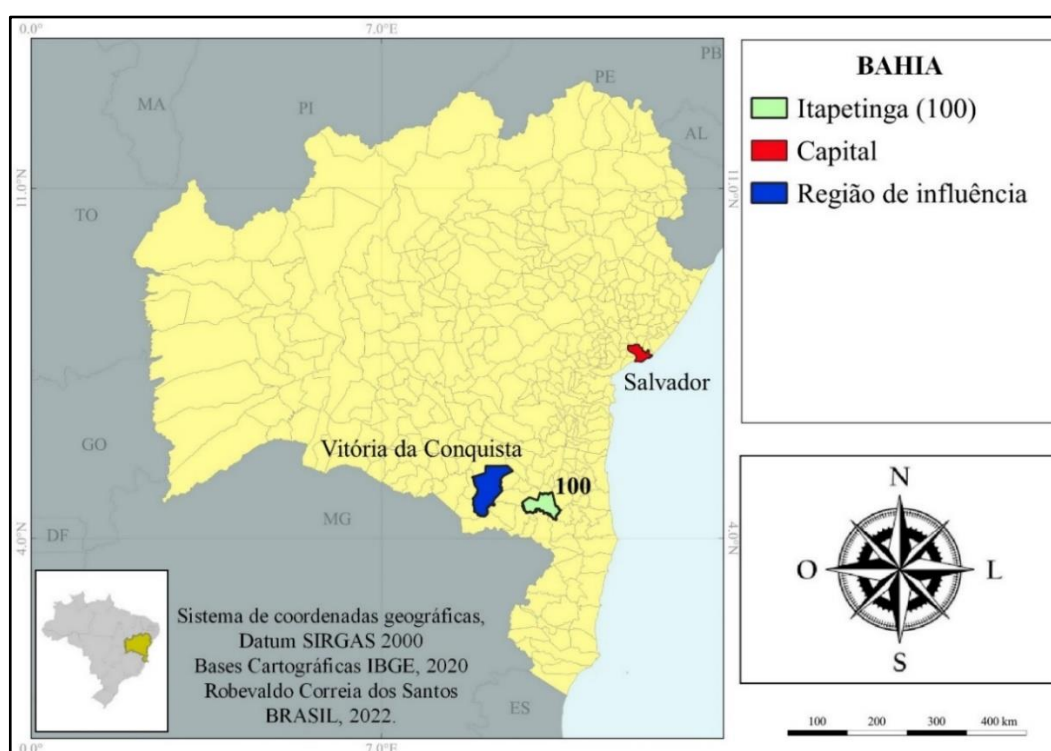 0.0°
7.0°
PB
PE
MA
PI
AL
BAHIA
Itapetinga (100)
Capital
Região de influência
11.0°
11.0°
TO
Salvador
Vitória da Conquista
GO
100
MG
DF
4.0°
4.0°
Sistema de coordenadas geográficas,
Datum SIRGAS 2000
Bases Cartográficas IBGE, 2020
Robevaldo Correia dos Santos
BRASIL, 2022.
ES
0.0°
7.0°
N
O
L
S
100 200 300 400 km